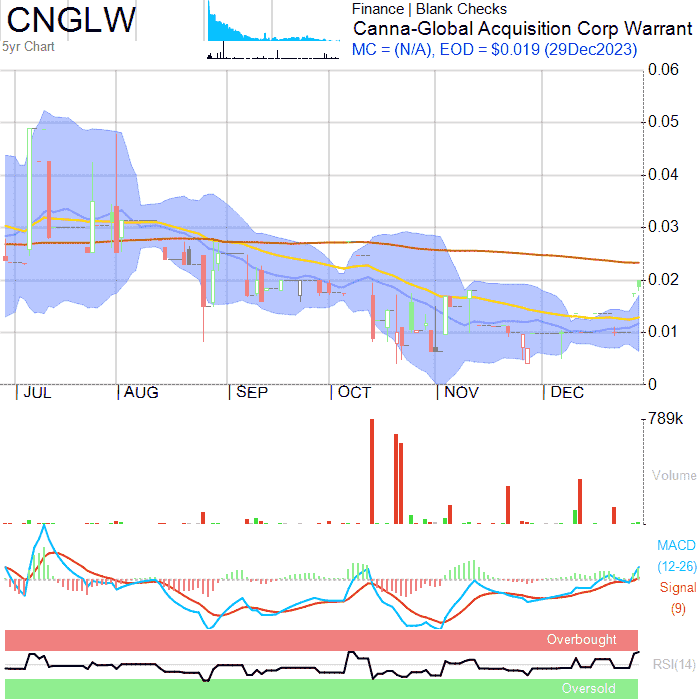 CNGLW
5yr Chart
Finance | Blank Checks
Canna-Global Acquisition Corp Warrant
MC = (N/A), EOD = $0.019 (29Dec2023)
0.06
0.05
0.04
0.03
0.02
0.01
0
JUL AUG SEP OCT NOV DEC
789k
Volume
MACD
(12-26)
Signal
(9)
Overbought
RSI(14)
Oversold